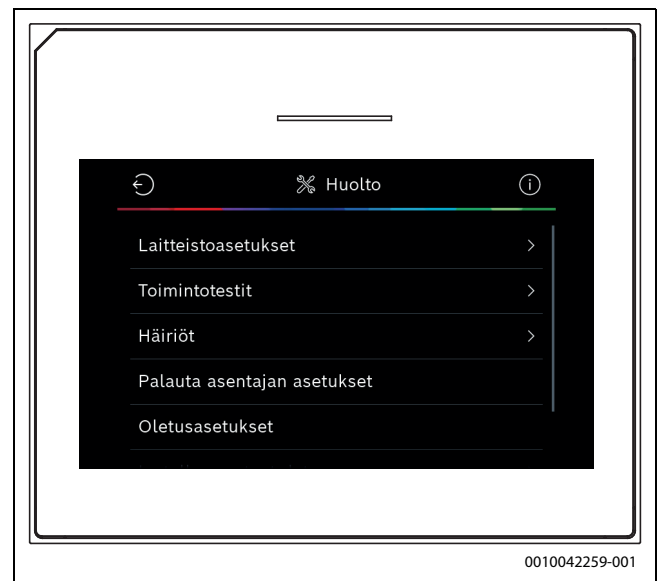 Huolto
Laitteistoasetukset
Toimintotestit
Häiriöt
Palauta asentajan asetukset
Oletusasetukset
0010042259-001